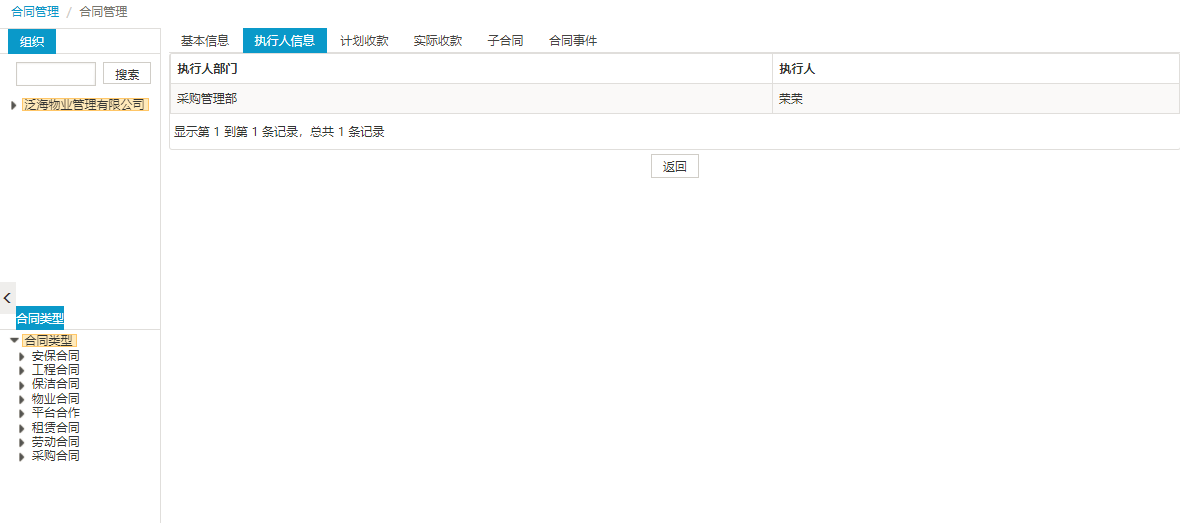 合同管理 / 合同管理
组织
搜索
泛海物业管理有限公司
合同类型
合同类型
安保合同
工程合同
保洁合同
物业合同
平台合作
租赁合同
劳动合同
采购合同
基本信息 执行人信息 计划收款 实际收款 子合同 合同事件
执行人部门 执行人
采购管理部 荣荣
显示第 1 到第 1 条记录，总共 1 条记录
返回